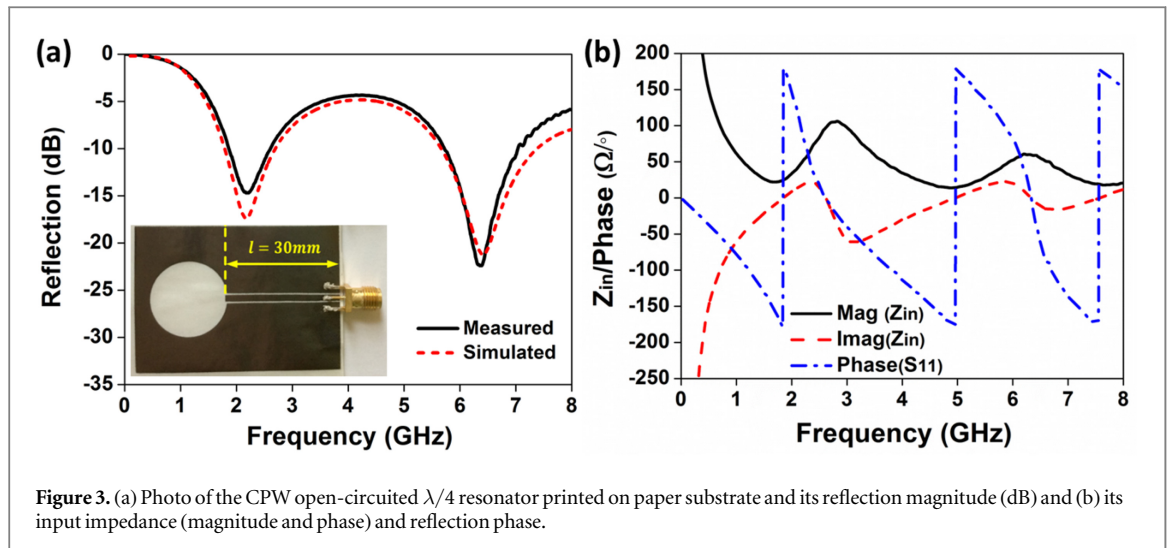 (a)
0
-5
-10
-15
-20
-25
-30
-35
Reflection (dB)
l = 30mm
Measured
Simulated
0 1 2 3 4 5 6 7 8
Frequency (GHz)
(b)
200
150
100
50
0
-50
-100
-150
-200
-250
Zin/Phase (Ω/°)
Mag (Zin)
Imag(Zin)
Phase(S11)
0 1 2 3 4 5 6 7 8
Frequency (GHz)
Figure 3. (a) Photo of the CPW open-circuited λ/4 resonator printed on paper substrate and its reflection magnitude (dB) and (b) its
input impedance (magnitude and phase) and reflection phase.